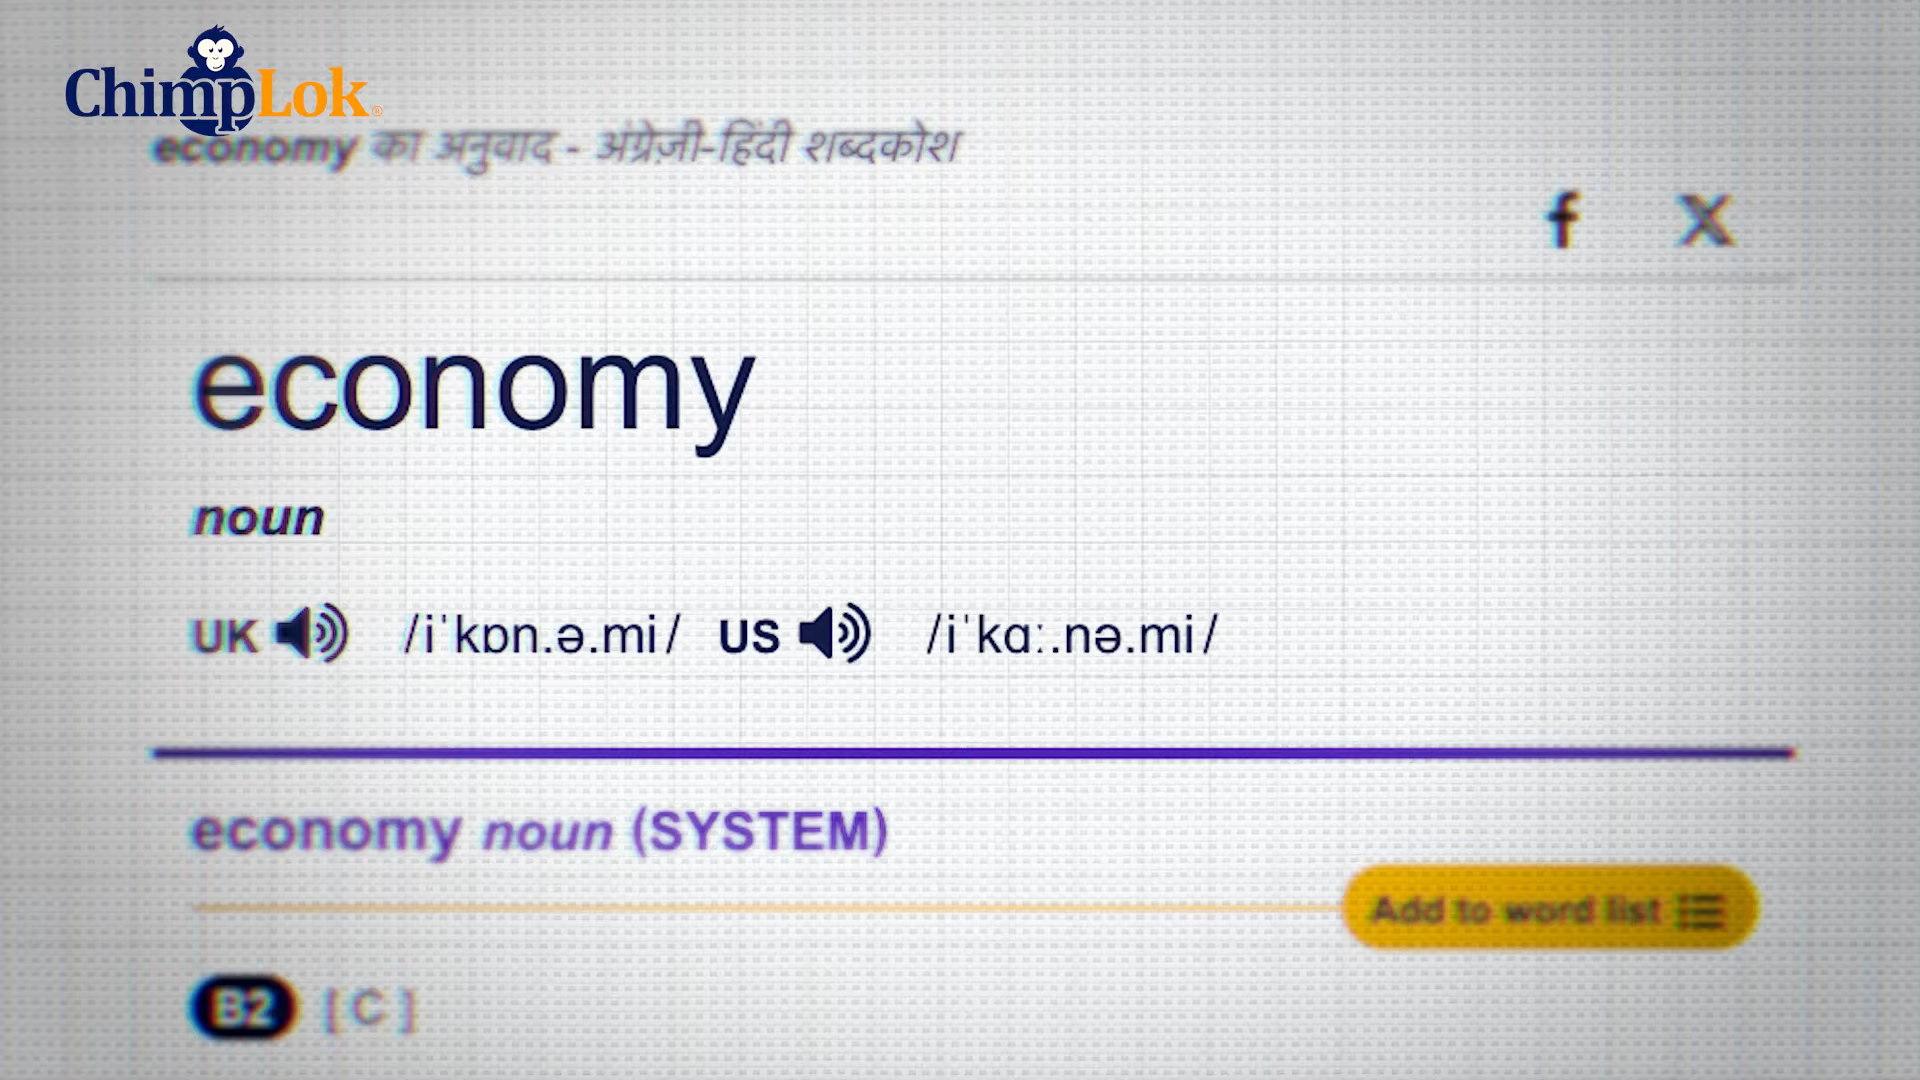 ChimpLok®
economy का अनुवाद - अंग्रेज़ी-हिंदी शब्दकोश
f X
economy
noun
UK /iˈkɒn.ə.mi/ US /iˈkɑː.nə.mi/
economy noun (SYSTEM)
Add to word list
B2 [ C ]